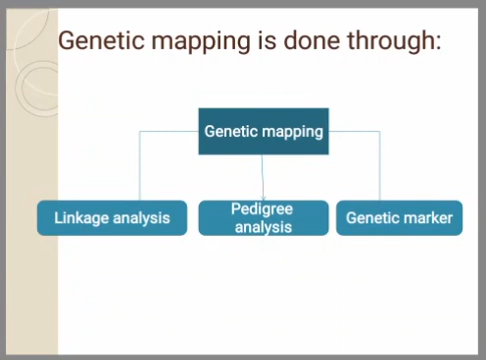 Genetic mapping is done through:
Genetic mapping
Linkage analysis
Pedigree
analysis
Genetic marker